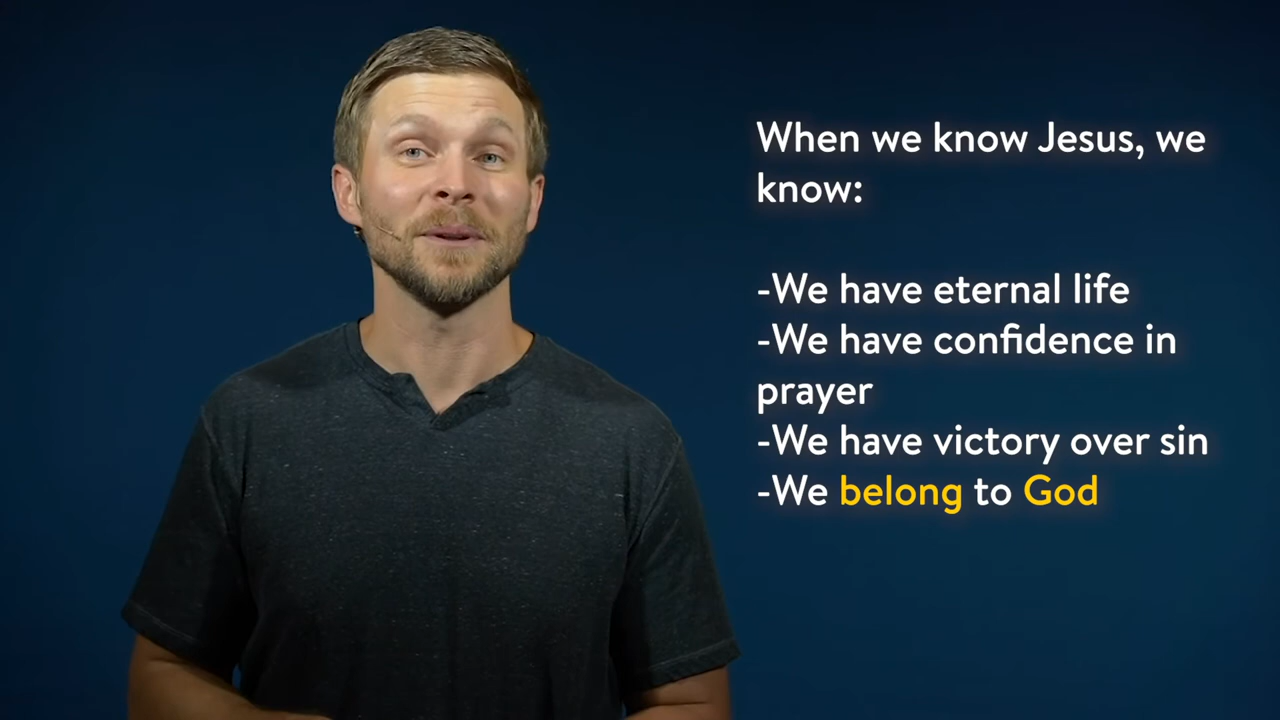 When we know Jesus, we
know:
-We have eternal life
-We have confidence in
prayer
-We have victory over sin
-We belong to God